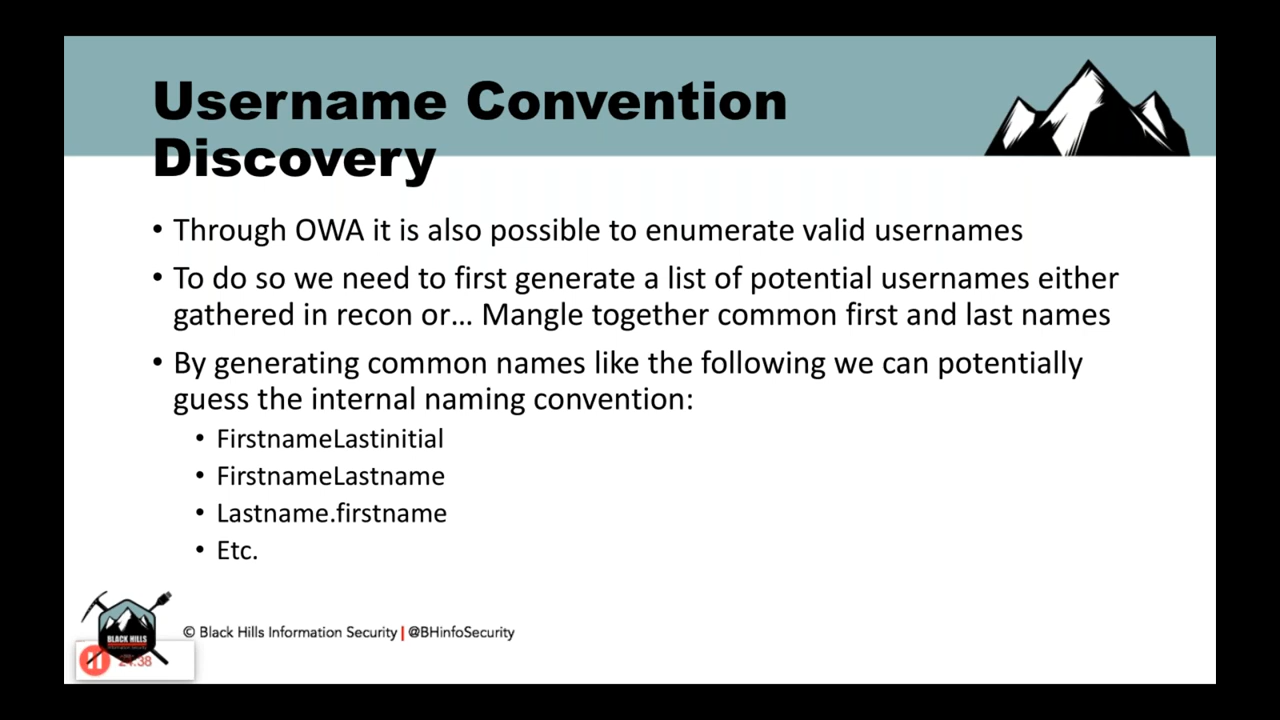 Username Convention
Discovery
• Through OWA it is also possible to enumerate valid usernames
• To do so we need to first generate a list of potential usernames either
gathered in recon or… Mangle together common first and last names
• By generating common names like the following we can potentially
guess the internal naming convention:
• FirstnameLastinitial
• FirstnameLastname
• Lastname.firstname
• Etc.
BLACK HILLS
Information Security
© Black Hills Information Security | @BHinfoSecurity